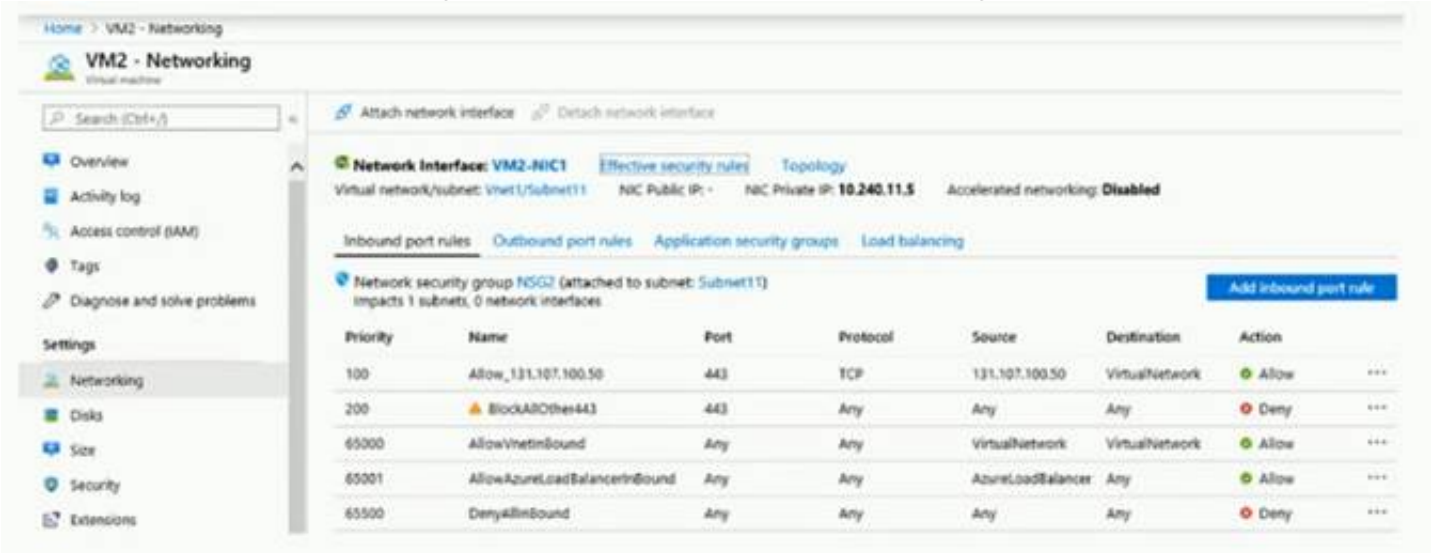 Home > VM2 - Networking
VM2 - Networking
Virtual machine
Search (Ctrl+/)
«
Attach network interface Detach network interface
Overview
Activity log
Access control (IAM)
Tags
Diagnose and solve problems
Settings
Networking
Disks
Size
Security
Extensions
Network Interface: VM2-NIC1 Effective security rules Topology
Virtual network/subnet: Vnet1/Subnet11 NIC Public IP: - NIC Private IP: 10.240.11.5 Accelerated networking: Disabled
Inbound port rules Outbound port rules Application security groups Load balancing
Network security group NSG2 (attached to subnet: Subnet11)
Impacts 1 subnets, 0 network interfaces
Add inbound port rule
Priority Name Port Protocol Source Destination Action
100 Allow_131.107.100.50 443 TCP 131.107.100.50 VirtualNetwork Allow ...
200 BlockAllOther443 443 Any Any Any Deny ...
65000 AllowVnetInBound Any Any VirtualNetwork VirtualNetwork Allow ...
65001 AllowAzureLoadBalancerInBound Any Any AzureLoadBalancer Any Allow ...
65500 DenyAllInBound Any Any Any Any Deny ...